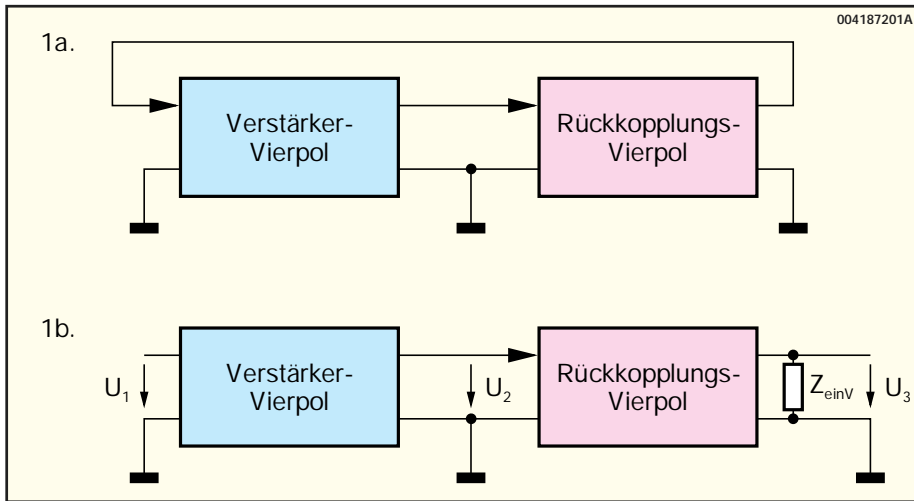 004187201A
1a.
Verstärker-
Vierpol
Rückkopplungs-
Vierpol
1b.
U1
Verstärker-
Vierpol
U2
Rückkopplungs-
Vierpol
ZeinV
U3